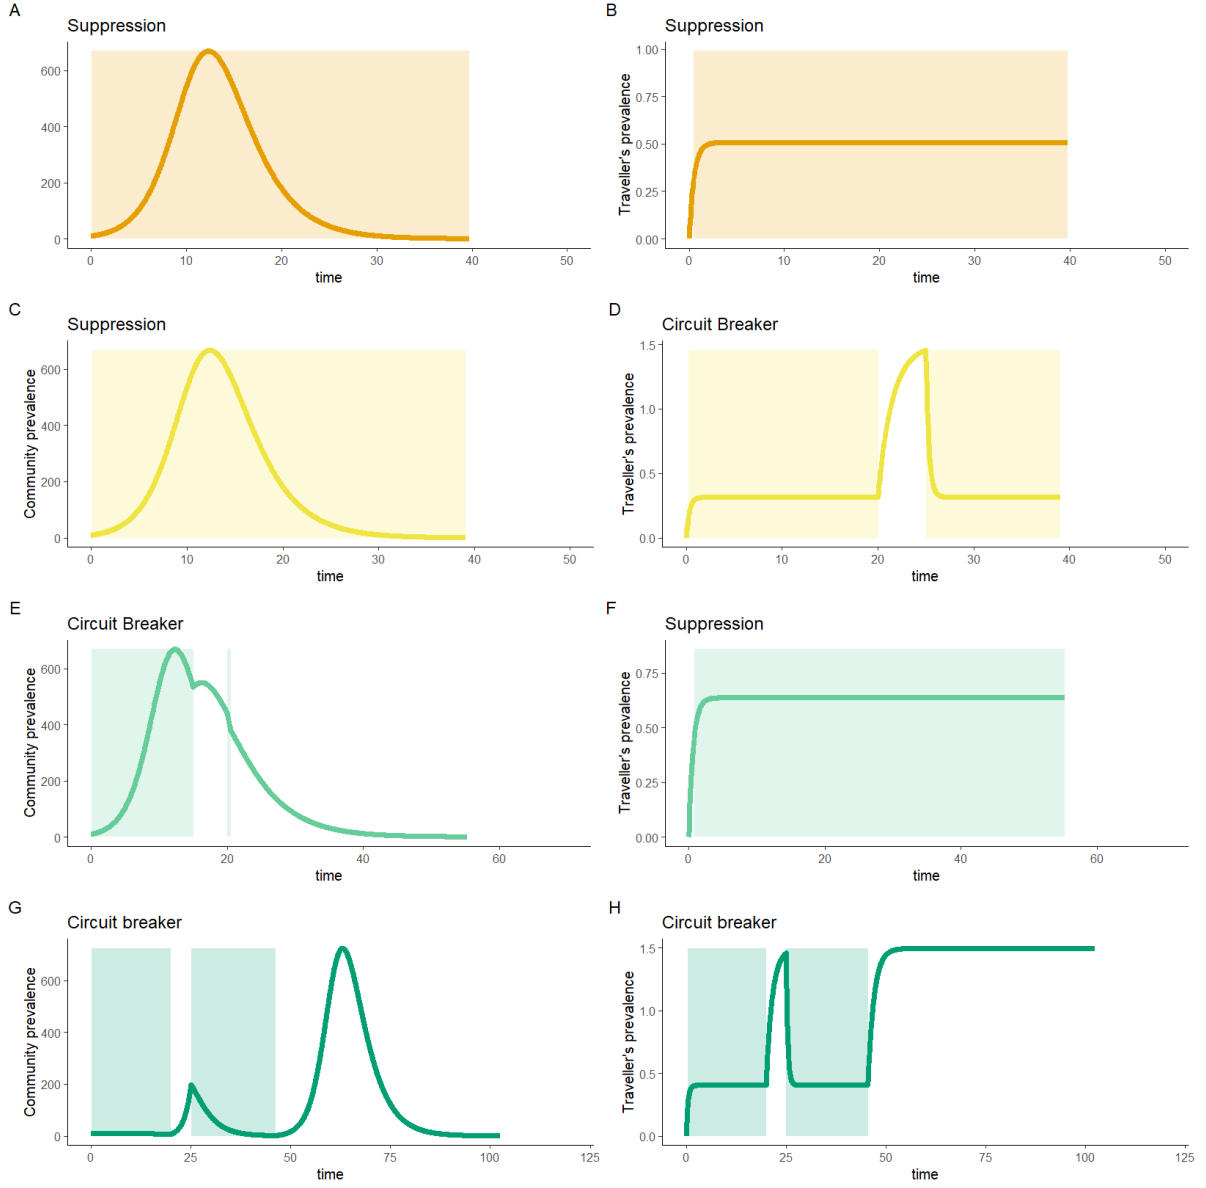 A
Suppression
Community prevalence
600
400
200
0
0 10 20 30 40 50
time
B
Suppression
Traveller's prevalence
1.00
0.75
0.50
0.25
0.00
0 10 20 30 40 50
time
C
Suppression
Community prevalence
600
400
200
0
0 10 20 30 40 50
time
D
Circuit Breaker
Traveller's prevalence
1.5
1.0
0.5
0.0
0 10 20 30 40 50
time
E
Circuit Breaker
Community prevalence
600
400
200
0
0 20 40 60
time
F
Suppression
Traveller's prevalence
0.75
0.50
0.25
0.00
0 20 40 60
time
G
Circuit breaker
Community prevalence
600
400
200
0
0 25 50 75 100 125
time
H
Circuit breaker
Traveller's prevalence
1.5
1.0
0.5
0.0
0 25 50 75 100 125
time